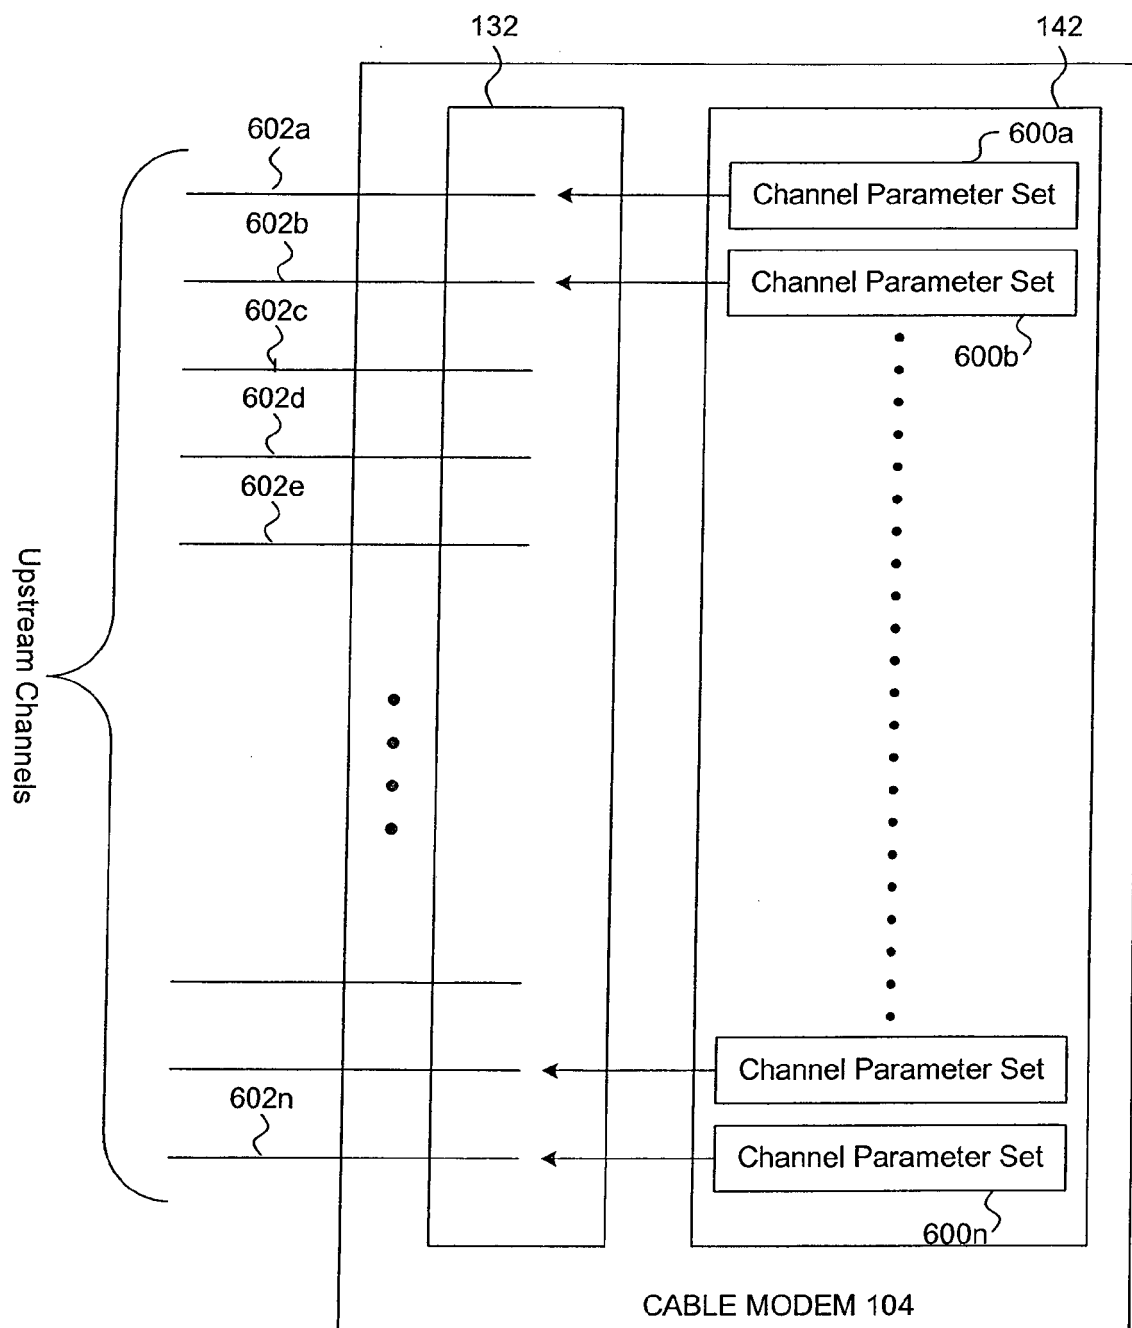 132
142
602a
600a
Channel Parameter Set
602b
Channel Parameter Set
602c
600b
602d
602e
Upstream Channels
Channel Parameter Set
602n
Channel Parameter Set
600n
CABLE MODEM 104